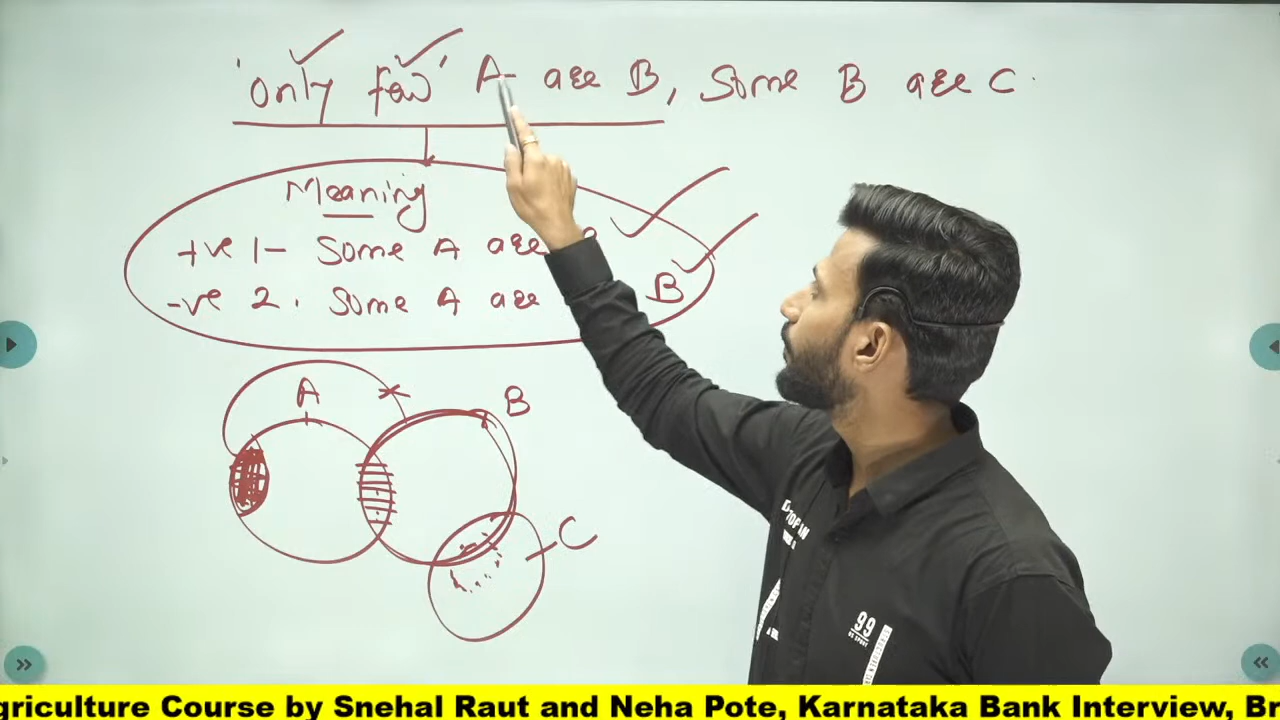 'only few' A are B, Some B are C.
Meaning
+ve 1- Some A are
-ve 2. Some A are B
A
B
C
99
griculture Course by Snehal Raut and Neha Pote, Karnataka Bank Interview, Br